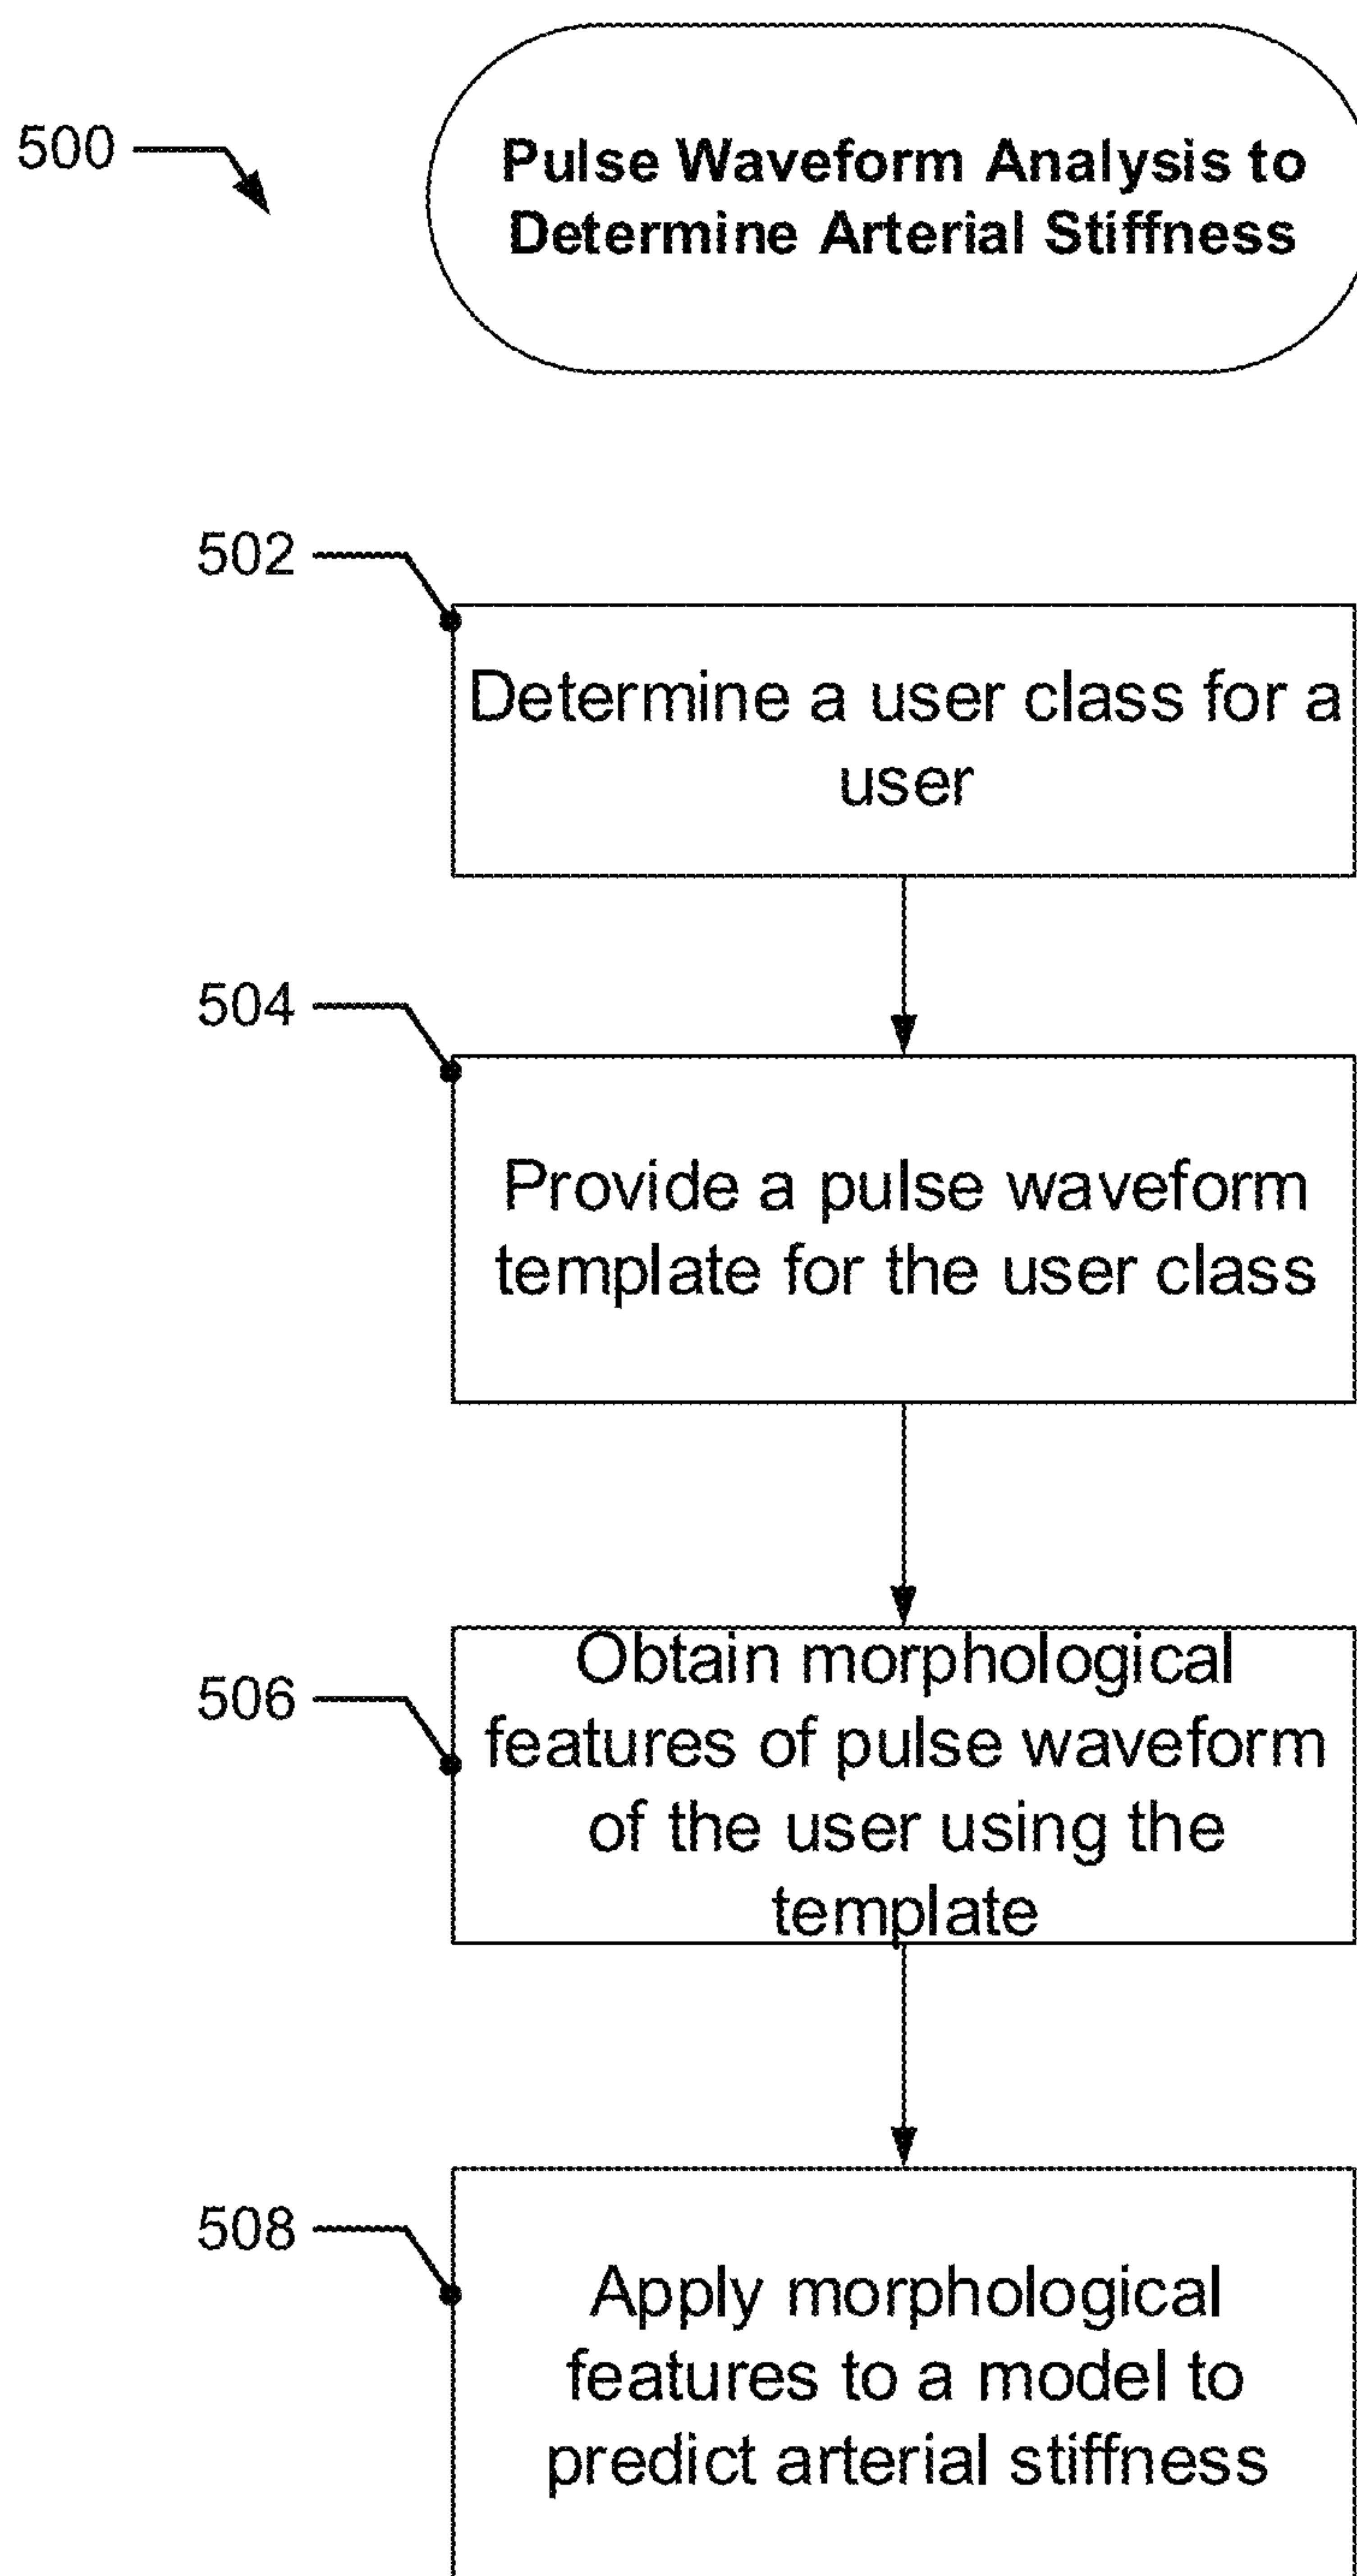 500
Pulse Waveform Analysis to
Determine Arterial Stiffness
502
Determine a user class for a
user
504
Provide a pulse waveform
template for the user class
506
Obtain morphological
features of pulse waveform
of the user using the
template
508
Apply morphological
features to a model to
predict arterial stiffness